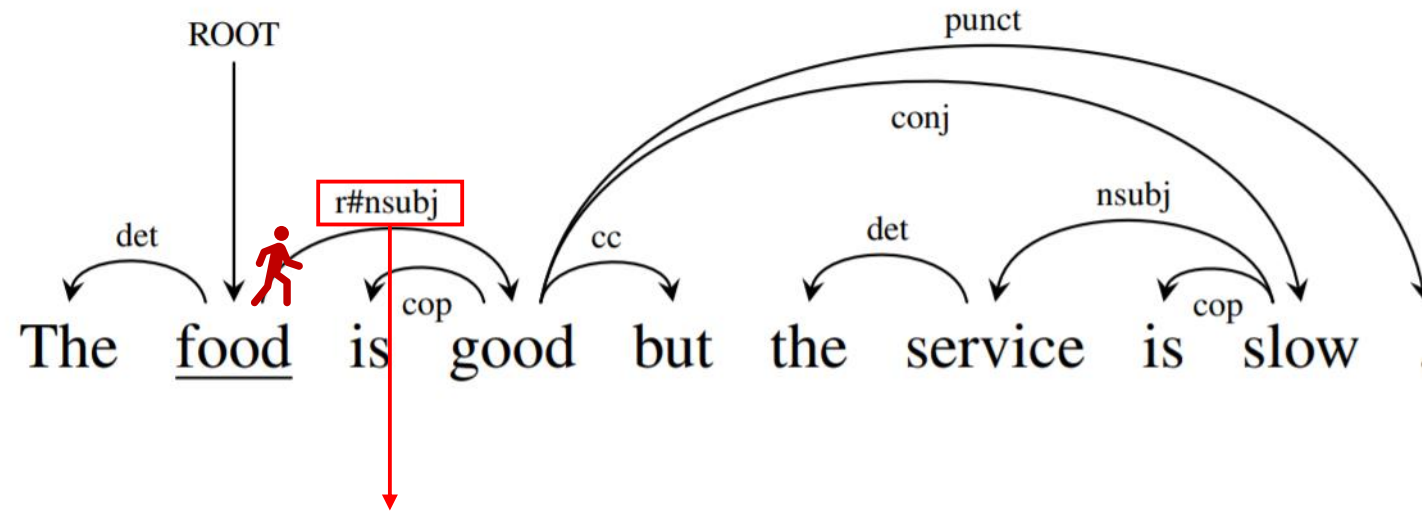 punct
ROOT
conj
r#nsubj
nsubj
det
cc
det
cop
cop
The food is good but the service is slow .